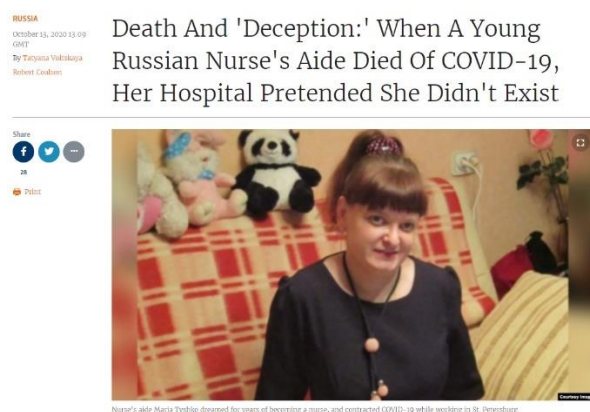 RUSSIA
October 13, 2020 13:09
GMT
By Tatyana Voltskaya
Robert Coalson
Death And 'Deception:' When A Young
Russian Nurse's Aide Died Of COVID-19,
Her Hospital Pretended She Didn't Exist
Share
28
Print
Courtesy Image
Nurse's aide Maria Tyshko dreamed for years of becoming a nurse, and contracted COVID-19 while working in St. Petersburg.